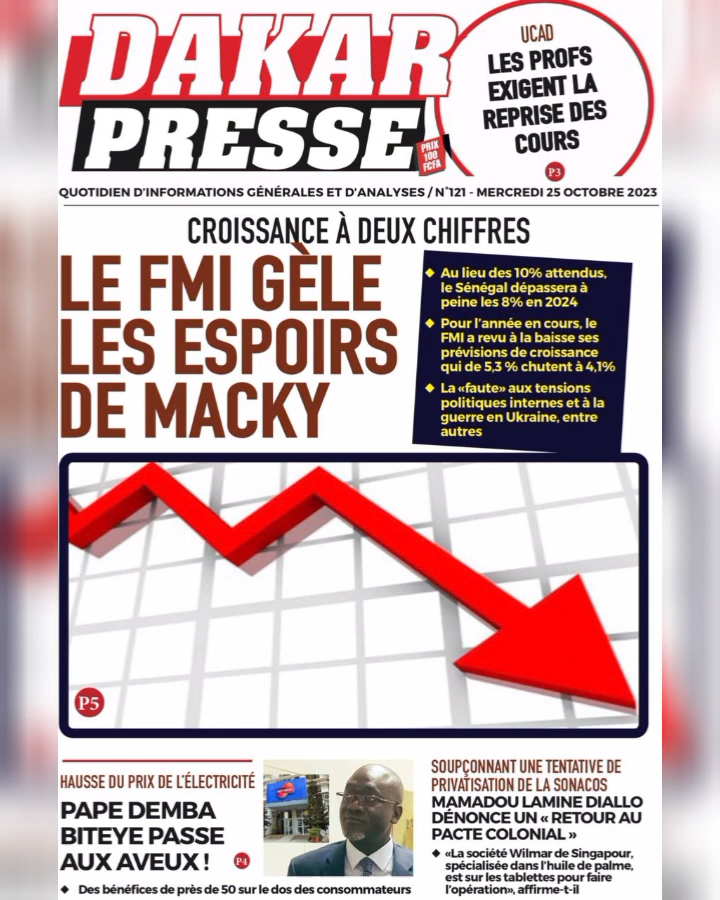 DAKAR
PRESSE
PRIX
100
FCFA
UCAD
LES PROFS
EXIGENT LA
REPRISE DES
COURS
P3
QUOTIDIEN D'INFORMATIONS GÉNÉRALES ET D'ANALYSES / N°121 - MERCREDI 25 OCTOBRE 2023
CROISSANCE À DEUX CHIFFRES
LE FMI GÈLE
LES ESPOIRS
DE MACKY
◆ Au lieu des 10% attendus,
le Sénégal dépassera à
peine les 8% en 2024
◆ Pour l'année en cours, le
FMI a revu à la baisse ses
prévisions de croissance
qui de 5,3 % chutent à 4,1%
◆ La «faute» aux tensions
politiques internes et à la
guerre en Ukraine, entre
autres
P5
HAUSSE DU PRIX DE L'ÉLECTRICITÉ
PAPE DEMBA
BITEYE PASSE
AUX AVEUX !
P4
◆ Des bénéfices de près de 50 sur le dos des consommateurs
SOUPÇONNANT UNE TENTATIVE DE
PRIVATISATION DE LA SONACOS
MAMADOU LAMINE DIALLO
DÉNONCE UN « RETOUR AU
PACTE COLONIAL »
◆ «La société Wilmar de Singapour,
spécialisée dans l'huile de palme,
est sur les tablettes pour faire
l'opération», affirme-t-il